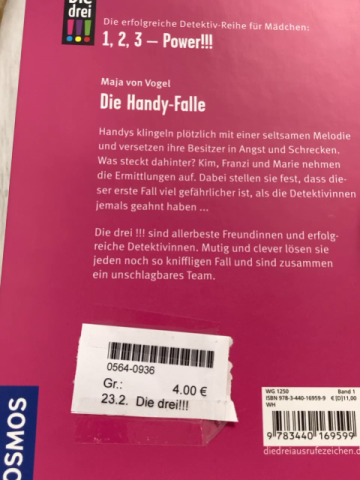 Die
drei
!!!
Die erfolgreiche Detektiv-Reihe für Mädchen:
1, 2, 3 – Power!!!
Maja von Vogel
Die Handy-Falle
Handys klingeln plötzlich mit einer seltsamen Melodie
und versetzen ihre Besitzer in Angst und Schrecken.
Was steckt dahinter? Kim, Franzi und Marie nehmen
die Ermittlungen auf. Dabei stellen sie fest, dass die-
ser erste Fall viel gefährlicher ist, als die Detektivinnen
jemals geahnt haben ...
Die drei !!! sind allerbeste Freundinnen und erfolg-
reiche Detektivinnen. Mutig und clever lösen sie
jeden noch so kniffligen Fall und sind zusammen
ein unschlagbares Team.
0564-0936
Gr.: 4.00 €
23.2. Die drei!!!
WG 1250 Band 1
ISBN 978-3-440-16959-9 € [D] 11,00
WH
9 783440 169599
diedreiausrufezeichen.de
KOSMOS